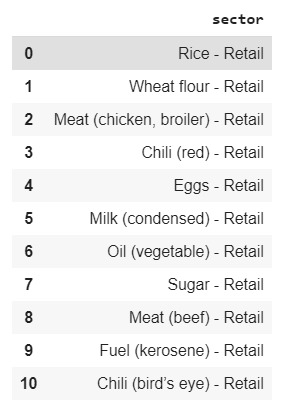 sector
0 Rice - Retail
1 Wheat flour - Retail
2 Meat (chicken, broiler) - Retail
3 Chili (red) - Retail
4 Eggs - Retail
5 Milk (condensed) - Retail
6 Oil (vegetable) - Retail
7 Sugar - Retail
8 Meat (beef) - Retail
9 Fuel (kerosene) - Retail
10 Chili (bird’s eye) - Retail